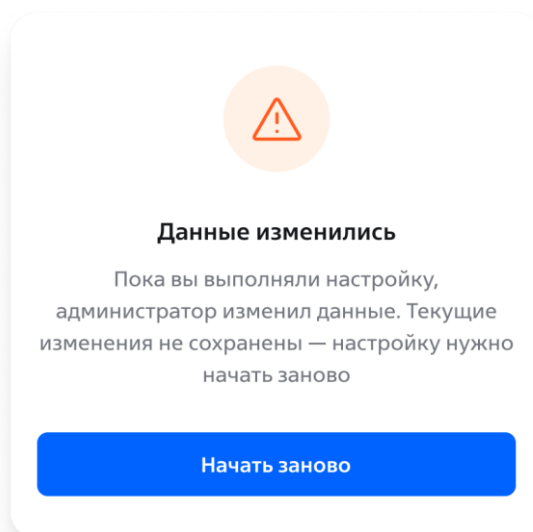 Данные изменились
Пока вы выполняли настройку,
администратор изменил данные. Текущие
изменения не сохранены — настройку нужно
начать заново
Начать заново